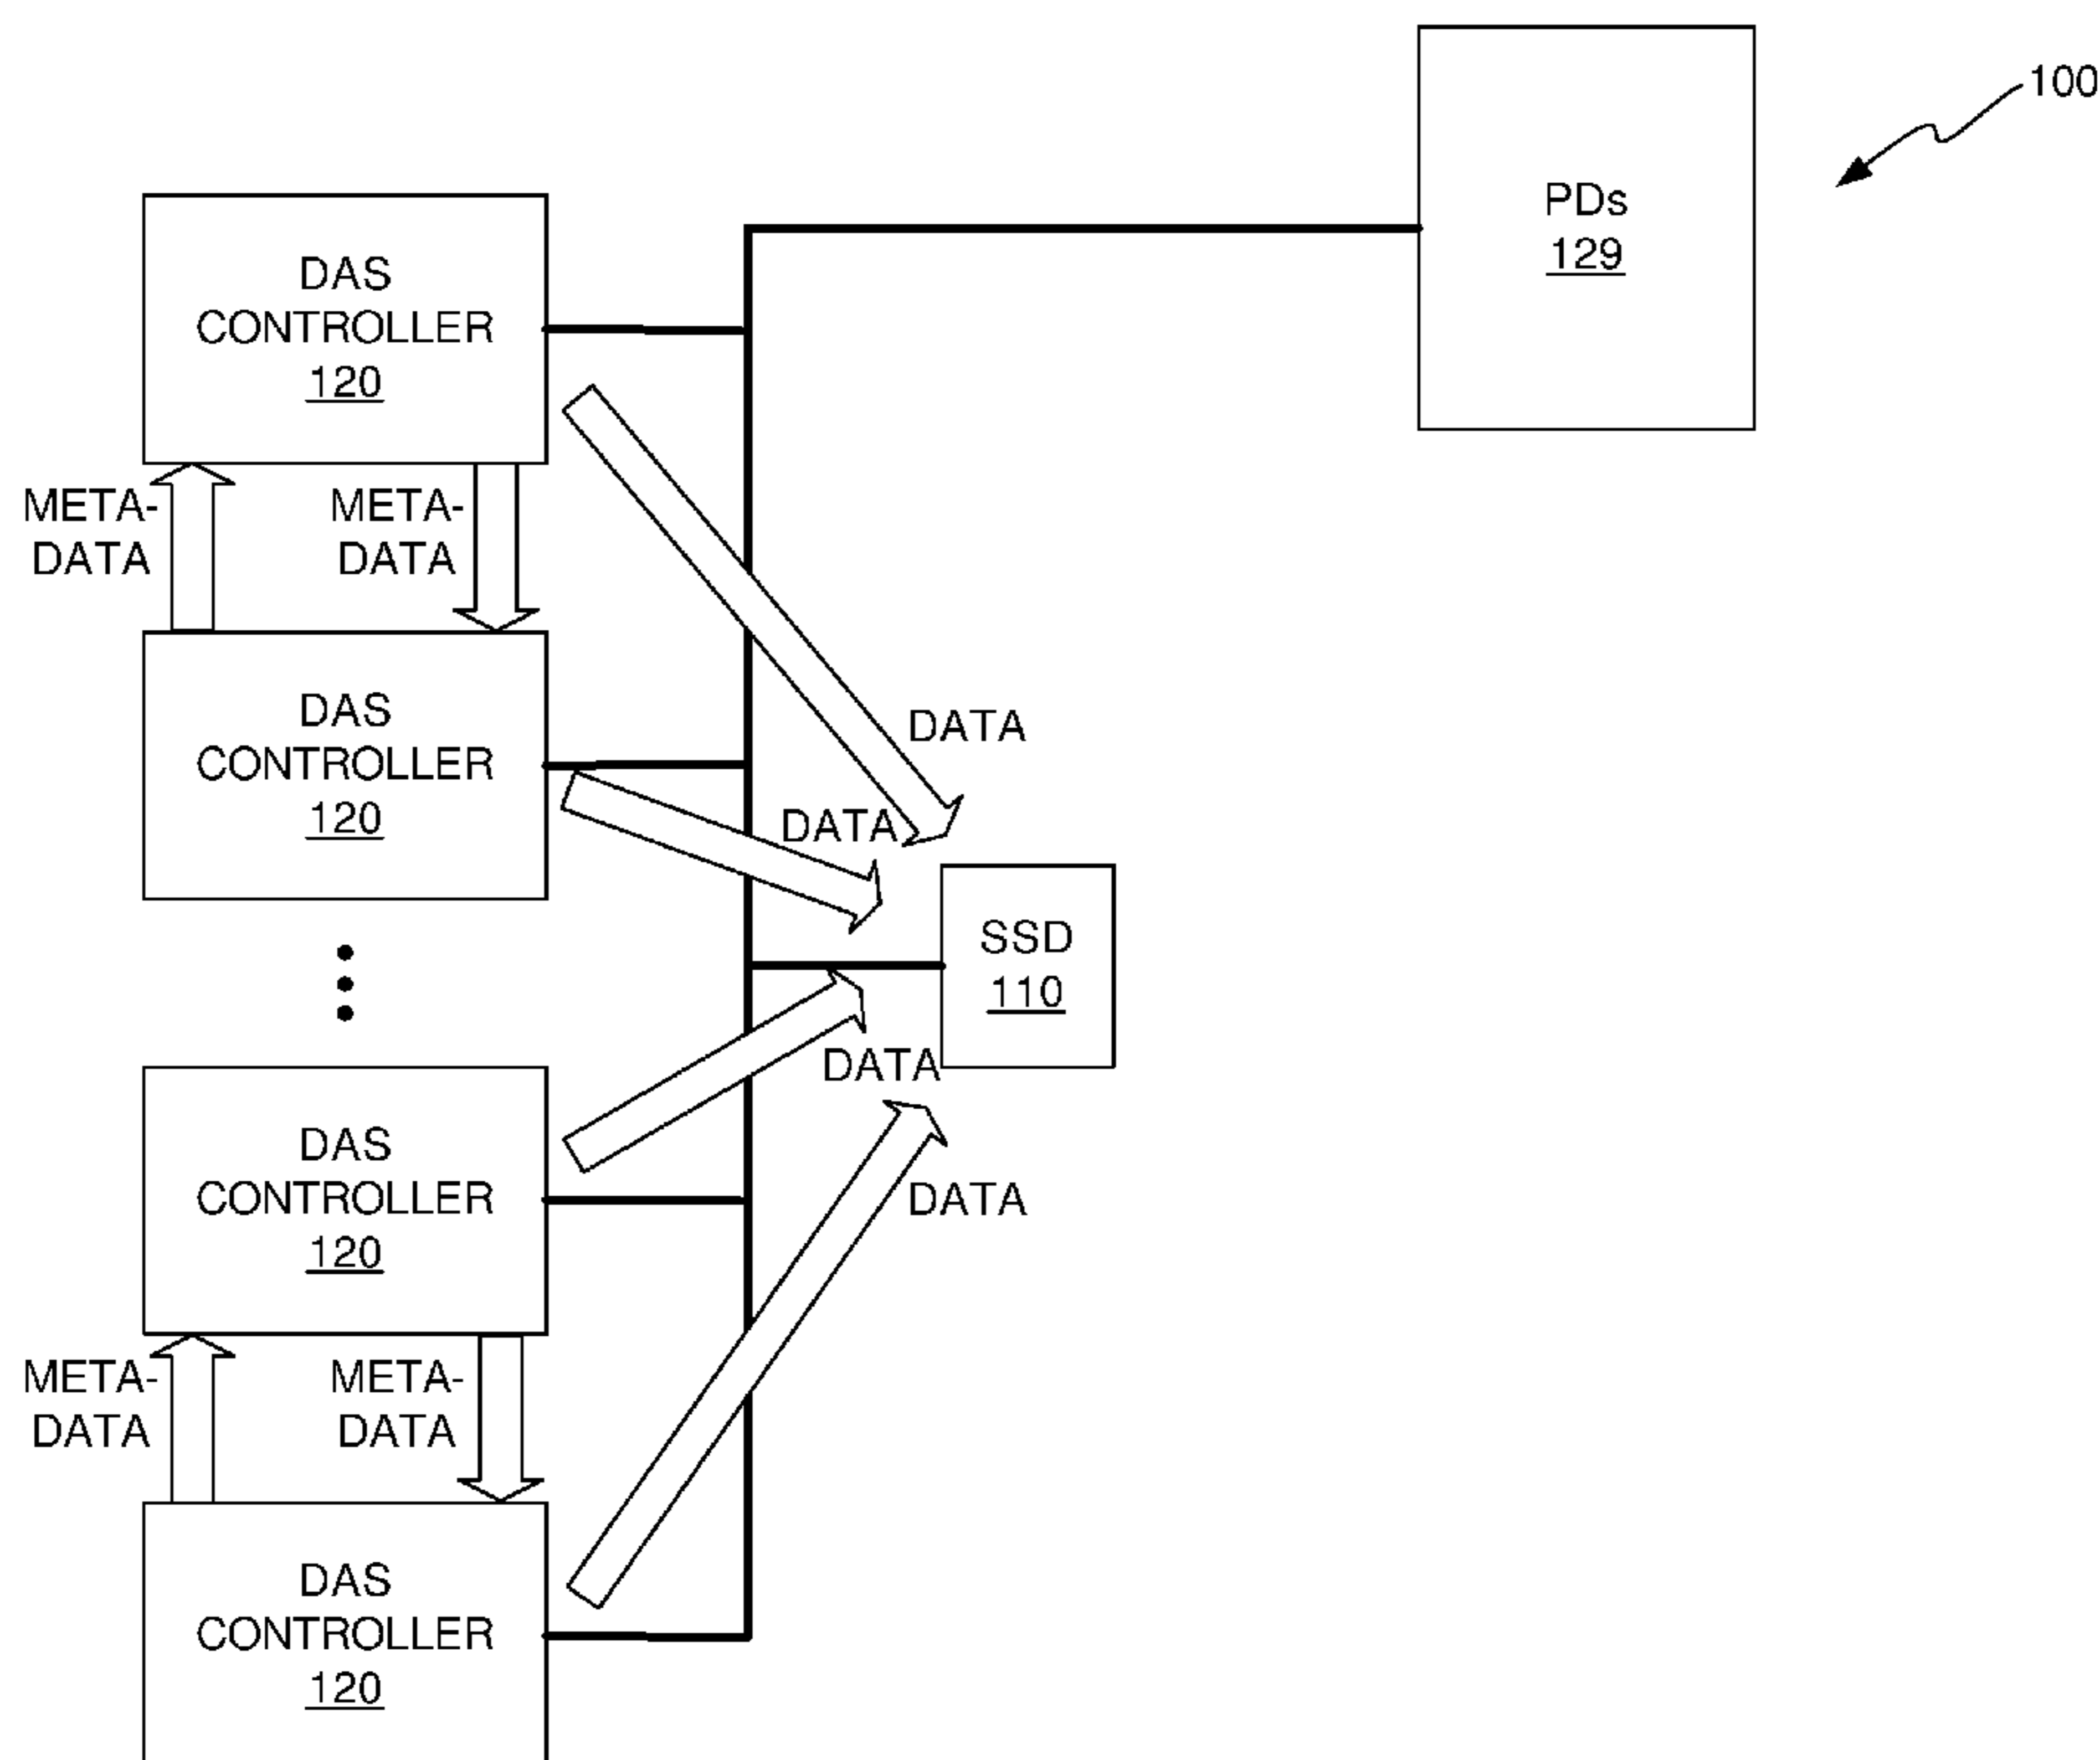 100
PDs
129
DAS
CONTROLLER
120
META-
DATA
META-
DATA
DAS
CONTROLLER
120
DATA
DATA
SSD
110
DATA
DAS
CONTROLLER
120
DATA
META-
DATA
META-
DATA
DAS
CONTROLLER
120